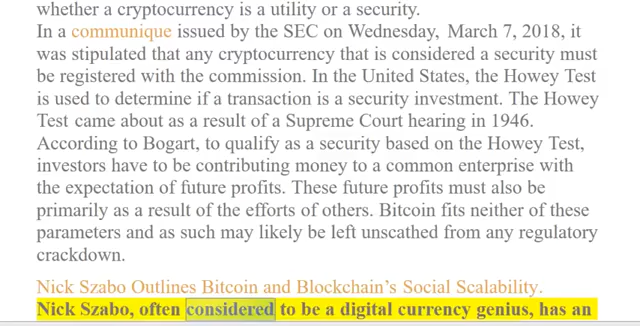 whether a cryptocurrency is a utility or a security.
In a communique issued by the SEC on Wednesday, March 7, 2018, it
was stipulated that any cryptocurrency that is considered a security must
be registered with the commission. In the United States, the Howey Test
is used to determine if a transaction is a security investment. The Howey
Test came about as a result of a Supreme Court hearing in 1946.
According to Bogart, to qualify as a security based on the Howey Test,
investors have to be contributing money to a common enterprise with
the expectation of future profits. These future profits must also be
primarily as a result of the efforts of others. Bitcoin fits neither of these
parameters and as such may likely be left unscathed from any regulatory
crackdown.
Nick Szabo Outlines Bitcoin and Blockchain’s Social Scalability.
Nick Szabo, often considered to be a digital currency genius, has an